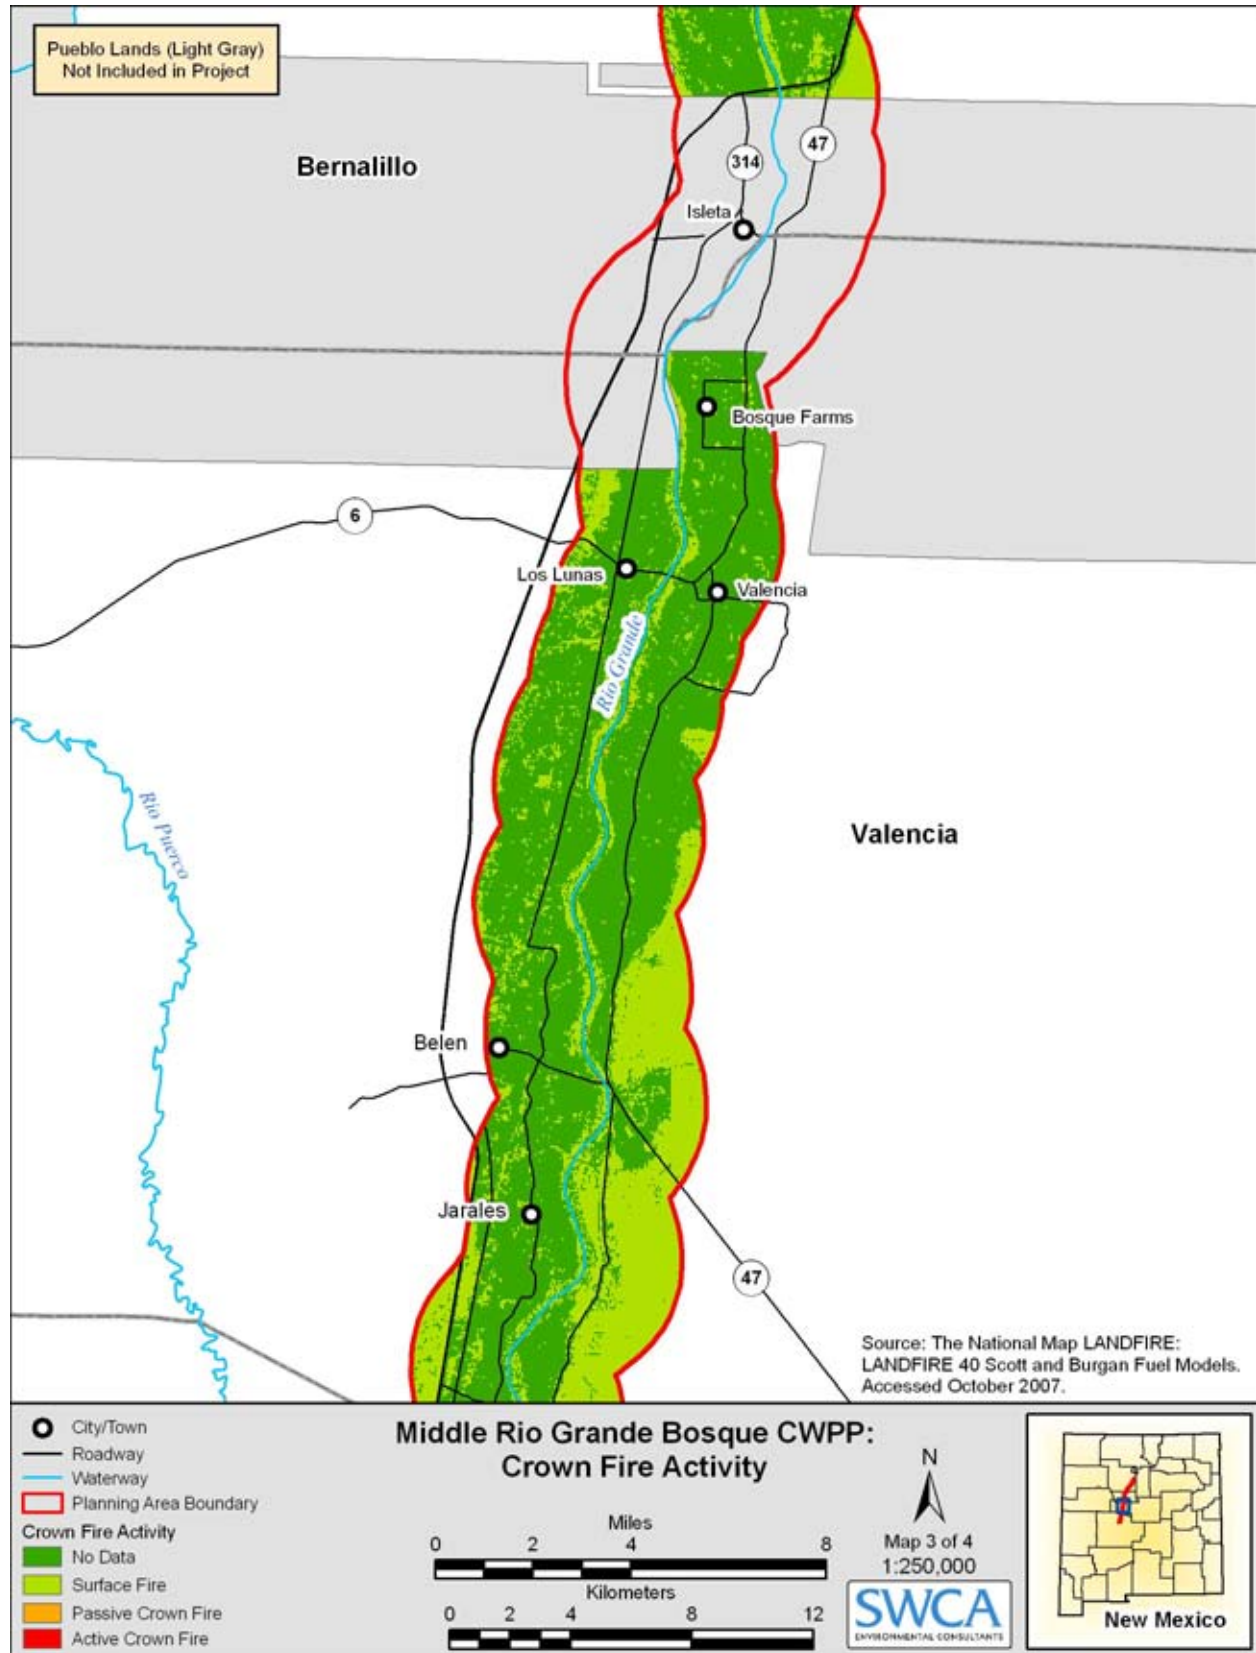 Pueblo Lands (Light Gray)
Not Included in Project
Bernalillo
47
314
Isleta
Bosque Farms
6
Los Lunas
Valencia
Rio Grande
Rio Puerco
Valencia
Belen
Jarales
47
Source: The National Map LANDFIRE:
LANDFIRE 40 Scott and Burgan Fuel Models.
Accessed October 2007.
City/Town
Roadway
Waterway
Planning Area Boundary
Crown Fire Activity
No Data
Surface Fire
Passive Crown Fire
Active Crown Fire
Middle Rio Grande Bosque CWPP:
Crown Fire Activity
Miles
0 2 4 8
Kilometers
0 2 4 8 12
N
Map 3 of 4
1:250,000
SWCA
ENVIRONMENTAL CONSULTANTS
New Mexico